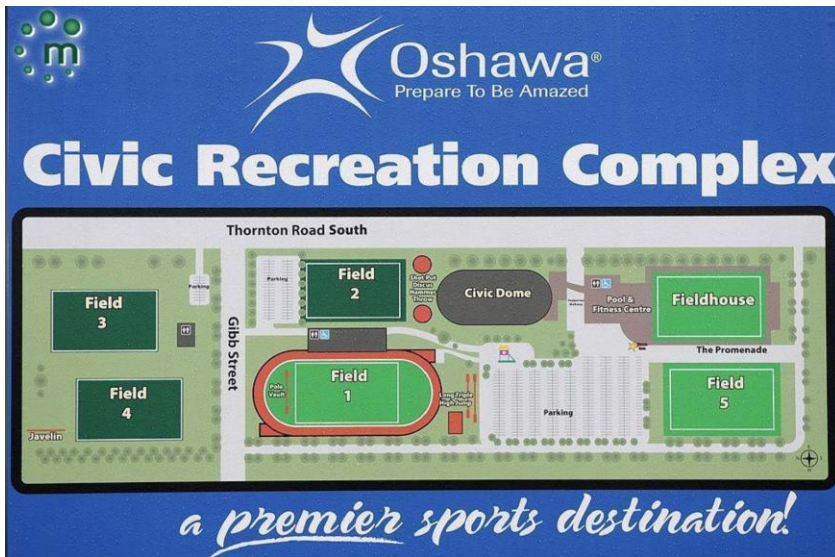 m
Oshawa®
Prepare To Be Amazed
Civic Recreation Complex
Thornton Road South
Parking
Field
3
Gibb Street
Parking
Field
2
Shot Put
Discus
Hammer
Throw
Civic Dome
Pool &
Fitness Centre
Fieldhouse
The Promenade
Field
4
Javelin
Pole
Vault
Field
1
Long Triple
High Jump
Parking
Field
5
a premier sports destination!